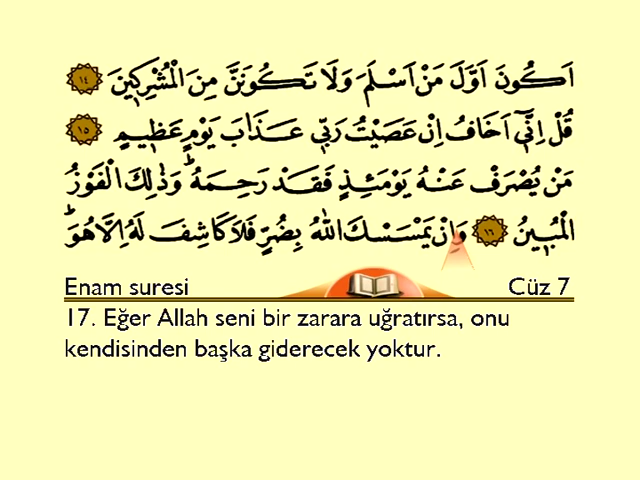 اَكُونَ اَوَّلَ مَنْ اَسْلَمَ وَلَا تَكُونَنَّ مِنَ الْمُشْرِكٖينَ ١٤
قُلْ اِنّٖٓى اَخَافُ اِنْ عَصَيْتُ رَبّٖى عَذَابَ يَوْمٍ عَظٖيمٍ ١٥
مَنْ يُصْرَفْ عَنْهُ يَوْمَئِذٍ فَقَدْ رَحِمَهُؕ وَذٰلِكَ الْفَوْزُ
الْمُبٖينُ ١٦ وَاِنْ يَمْسَسْكَ اللّٰهُ بِضُرٍّ فَلَا كَاشِفَ لَهُ اِلَّا هُوَؕ
Enam suresi Cüz 7
17. Eğer Allah seni bir zarara uğratırsa, onu
kendisinden başka giderecek yoktur.